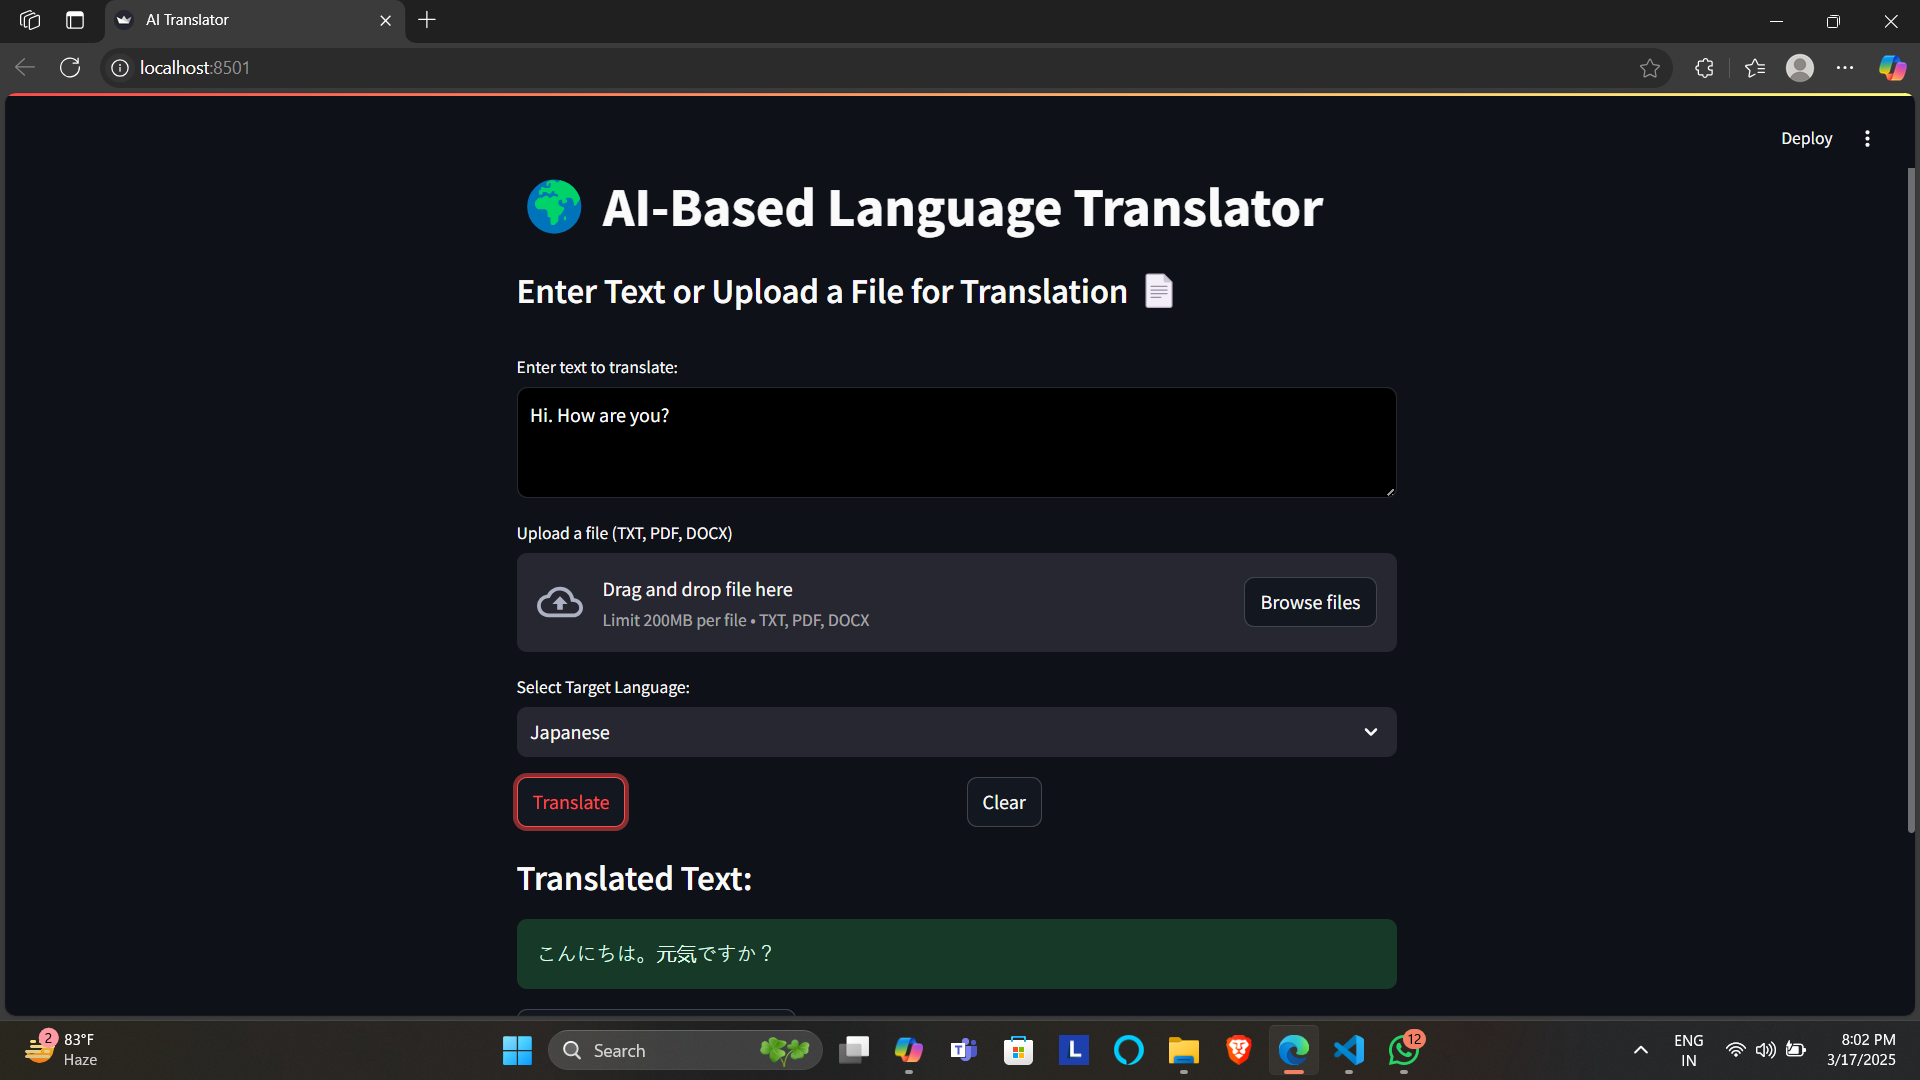 AI Translator
localhost:8501
Deploy
AI-Based Language Translator
Enter Text or Upload a File for Translation
Enter text to translate:
Hi. How are you?
Upload a file (TXT, PDF, DOCX)
Drag and drop file here
Limit 200MB per file • TXT, PDF, DOCX
Browse files
Select Target Language:
Japanese
Translate
Clear
Translated Text:
こんにちは。元気ですか？
2
83°F
Haze
Search
L
12
ENG
IN
8:02 PM
3/17/2025